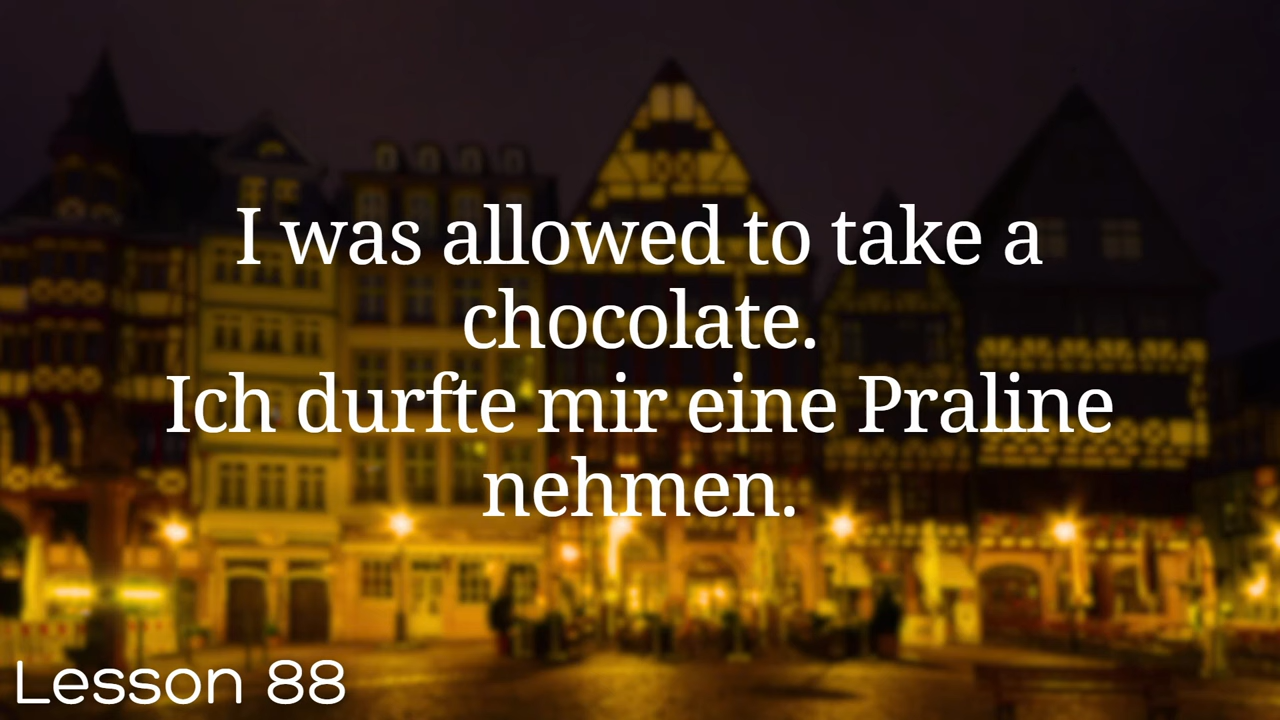 I was allowed to take a
chocolate.
Ich durfte mir eine Praline
nehmen.
Lesson 88